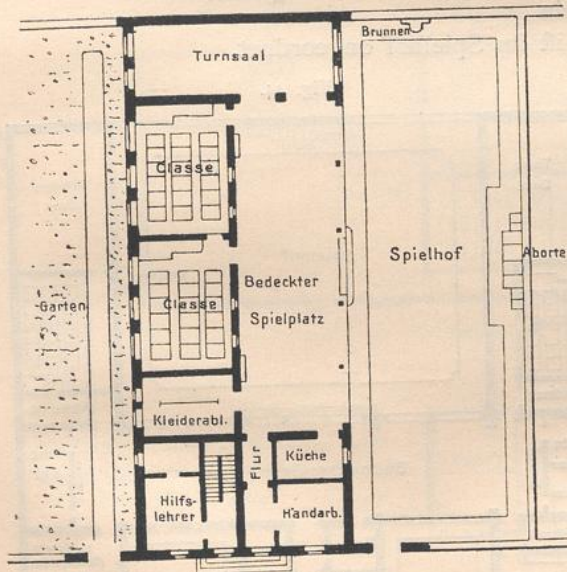 Brunnen
Turnsaal
Classe
Spielhof
Aborte
Bedeckter
Spielplatz
Garten
Classe
Kleiderabl.
Flur
Küche
Hilfs-
lehrer
Handarb.